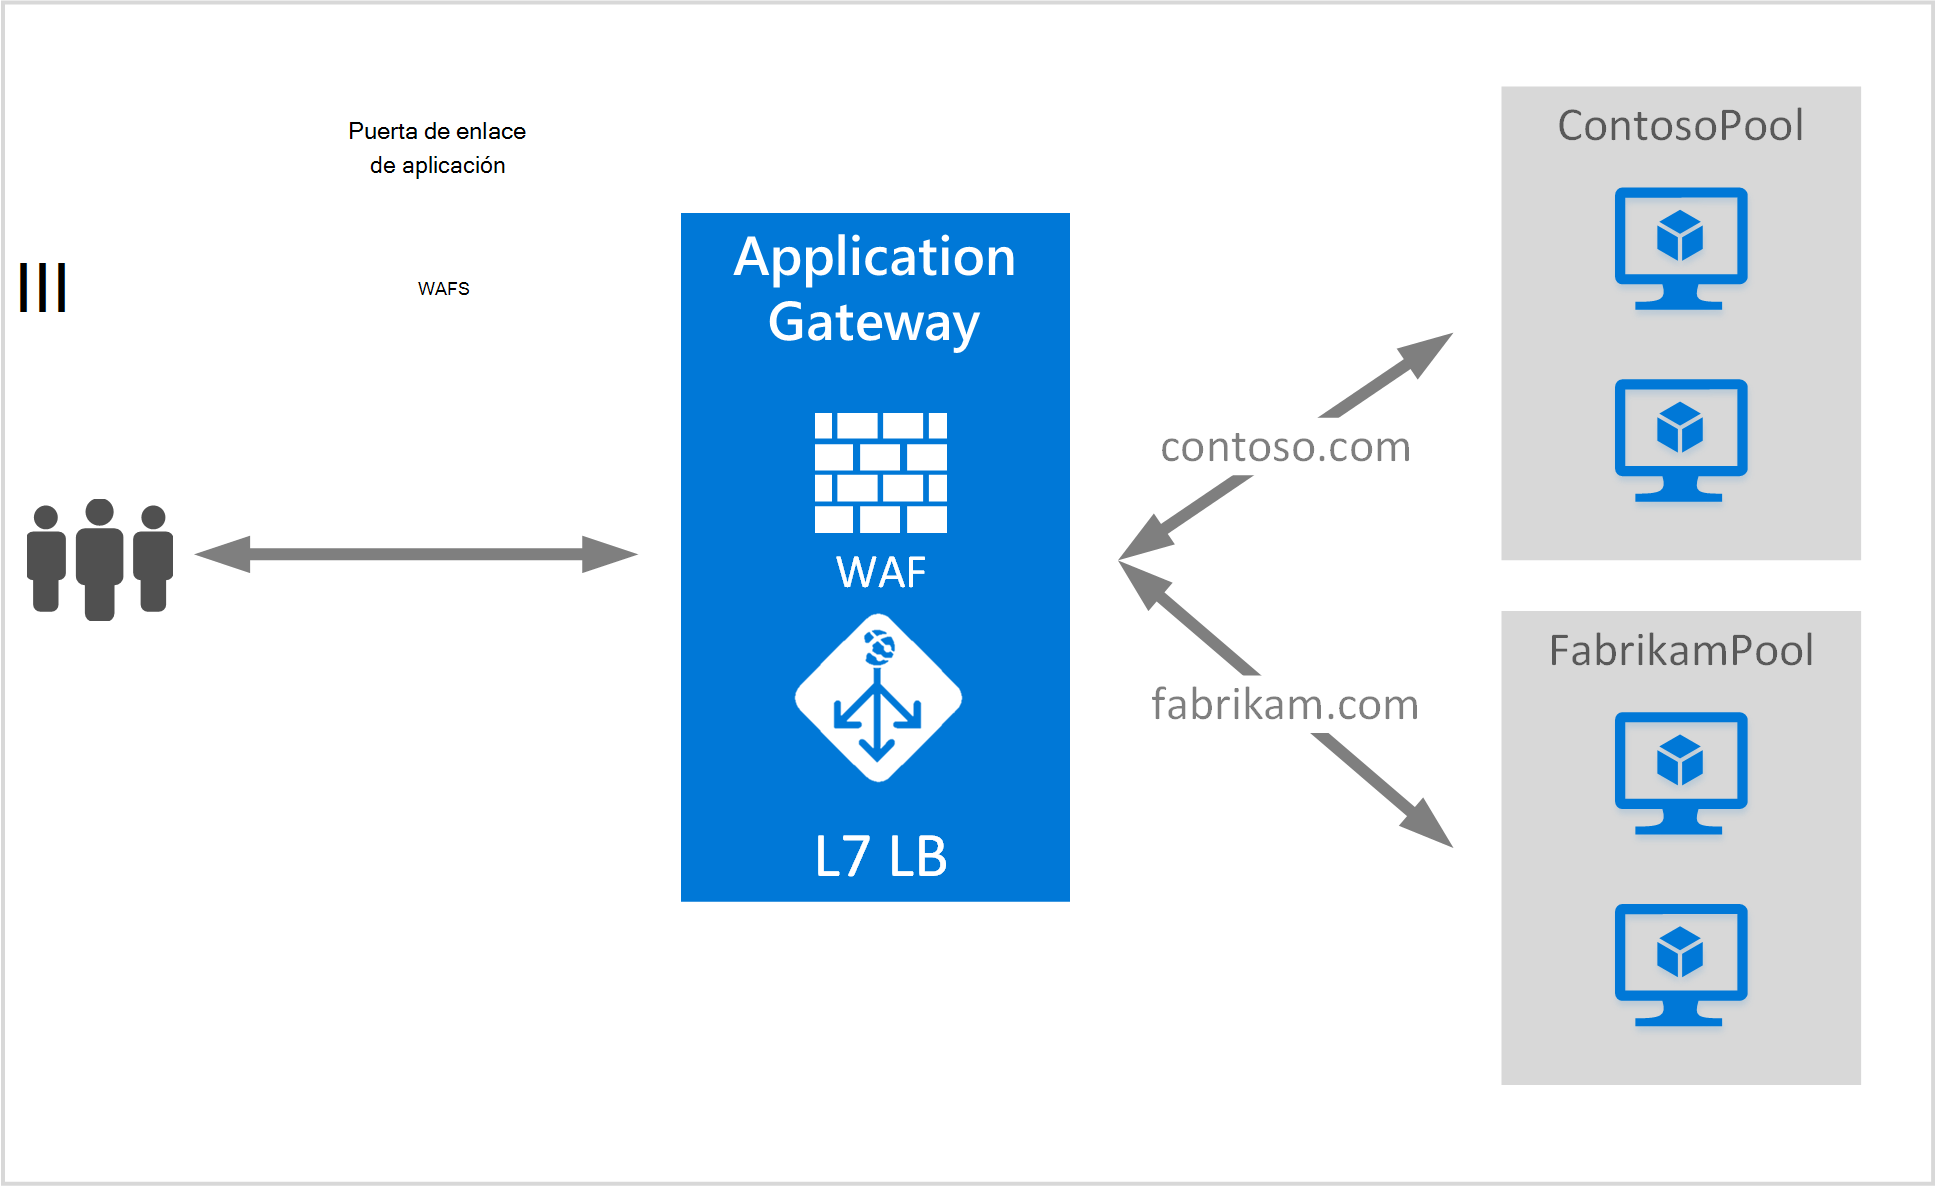 Puerta de enlace
de aplicación
III
WAFS
Application
Gateway
WAF
L7 LB
contoso.com
fabrikam.com
ContosoPool
FabrikamPool